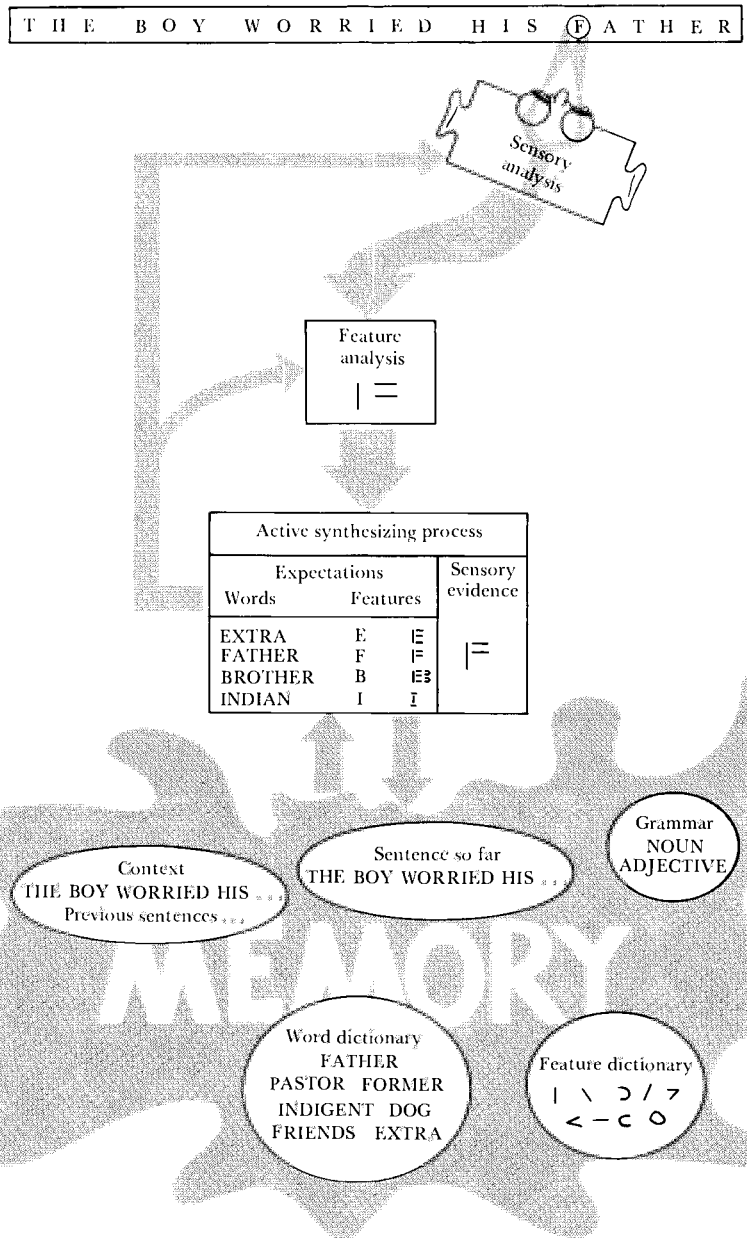 THE BOY WORRIED HIS FATHER
Sensory
analysis
Feature
analysis
Active synthesizing process
Expectations
Words Features
Sensory
evidence
EXTRA E
FATHER F
BROTHER B
INDIAN I
Context
THE BOY WORRIED HIS ...
Previous sentences ...
Sentence so far
THE BOY WORRIED HIS ...
Grammar
NOUN
ADJECTIVE
MEMORY
Word dictionary
FATHER
PASTOR FORMER
INDIGENT DOG
FRIENDS EXTRA
Feature dictionary